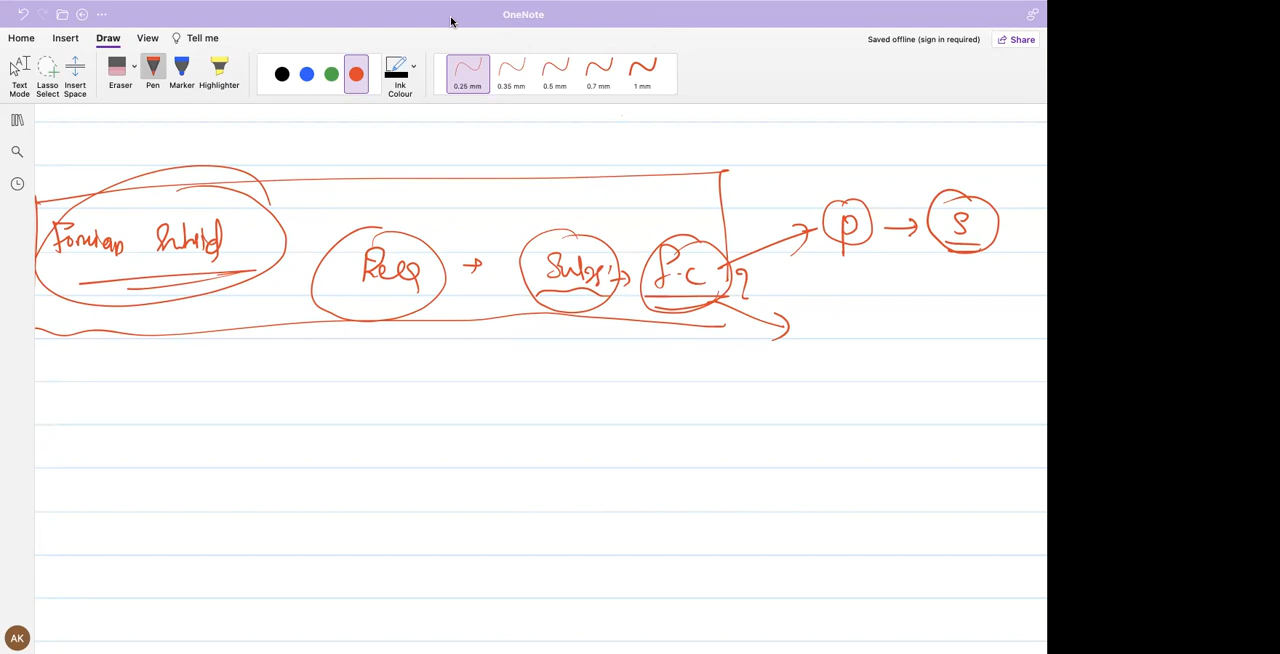 OneNote
Home Insert Draw View Tell me
Saved offline (sign in required) Share
Text Mode
Lasso Select
Insert Space
Eraser
Pen
Marker
Highlighter
Ink Colour
0.25 mm 0.35 mm 0.5 mm 0.7 mm 1 mm
P → S
→ P.C
AK